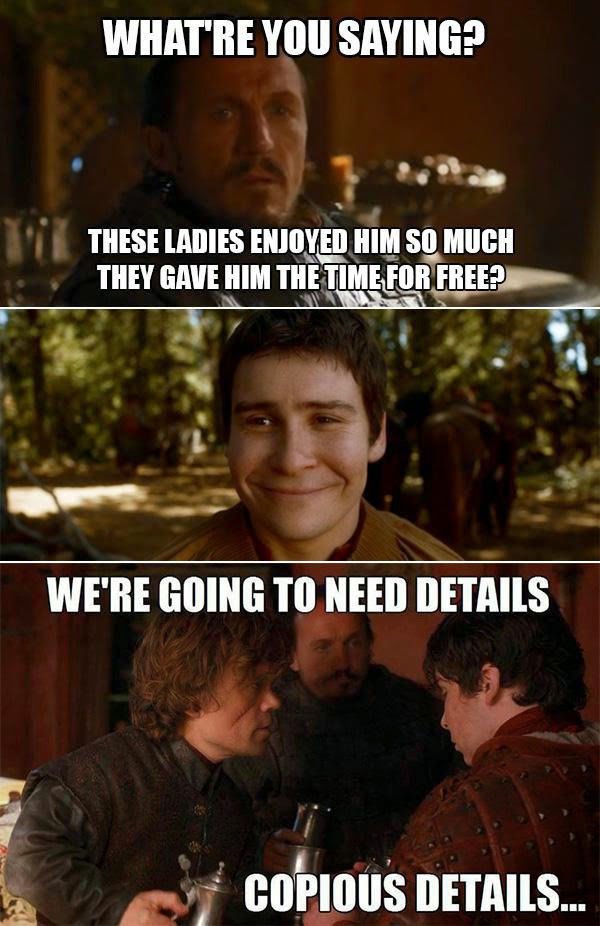 WHAT'RE YOU SAYING?
THESE LADIES ENJOYED HIM SO MUCH
THEY GAVE HIM THE TIME FOR FREE?
WE'RE GOING TO NEED DETAILS
COPIOUS DETAILS...